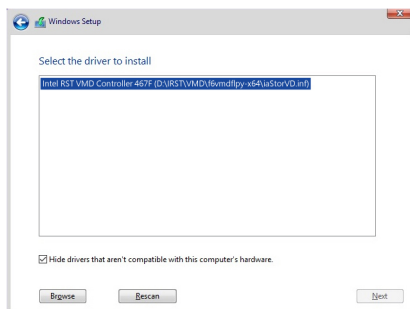 Windows Setup
Select the driver to install
Intel RST VMD Controller 467F (D:\IRST\VMD\f6vmdflpy-x64\iaStorVD.inf)
Hide drivers that aren't compatible with this computer's hardware.
Browse
Rescan
Next